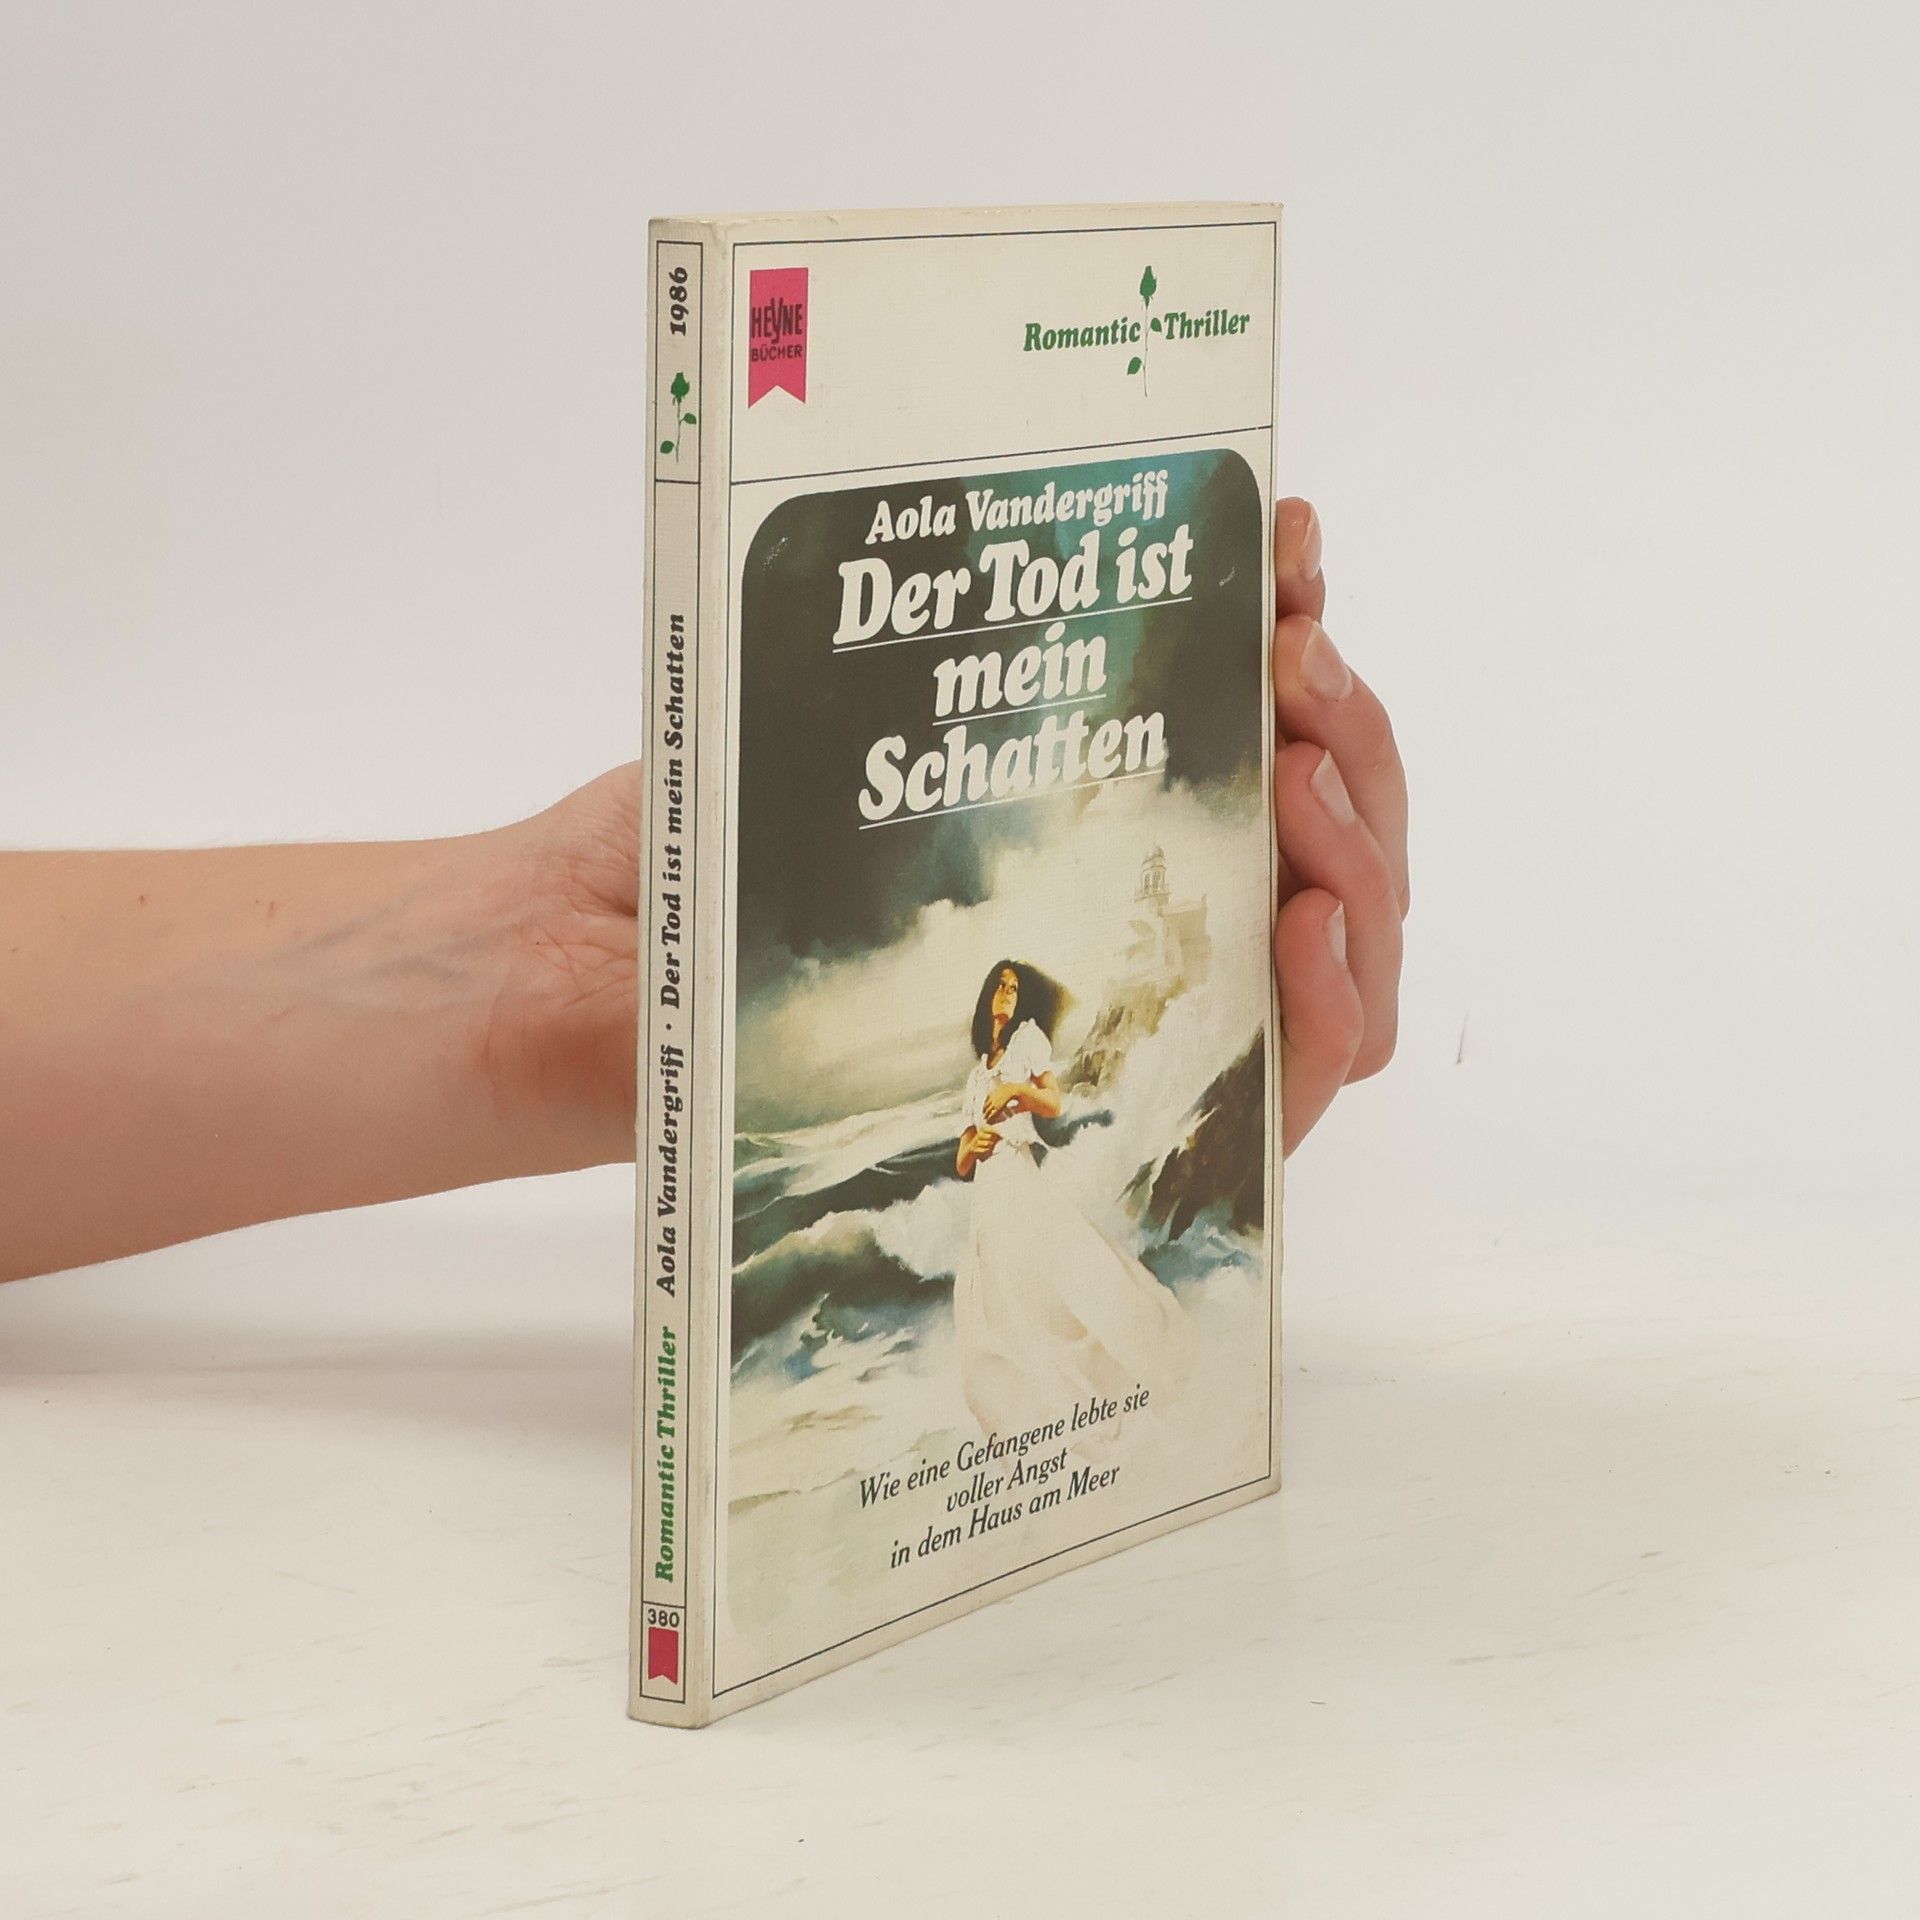 HEYNE
BÜCHER
Romantic Thriller
Aola Vandergriff
Der Tod ist
mein
Schatten
Wie eine Gefangene lebte sie
voller Angst
in dem Haus am Meer
380 Romantic Thriller Aola Vandergriff · Der Tod ist mein Schatten 1986